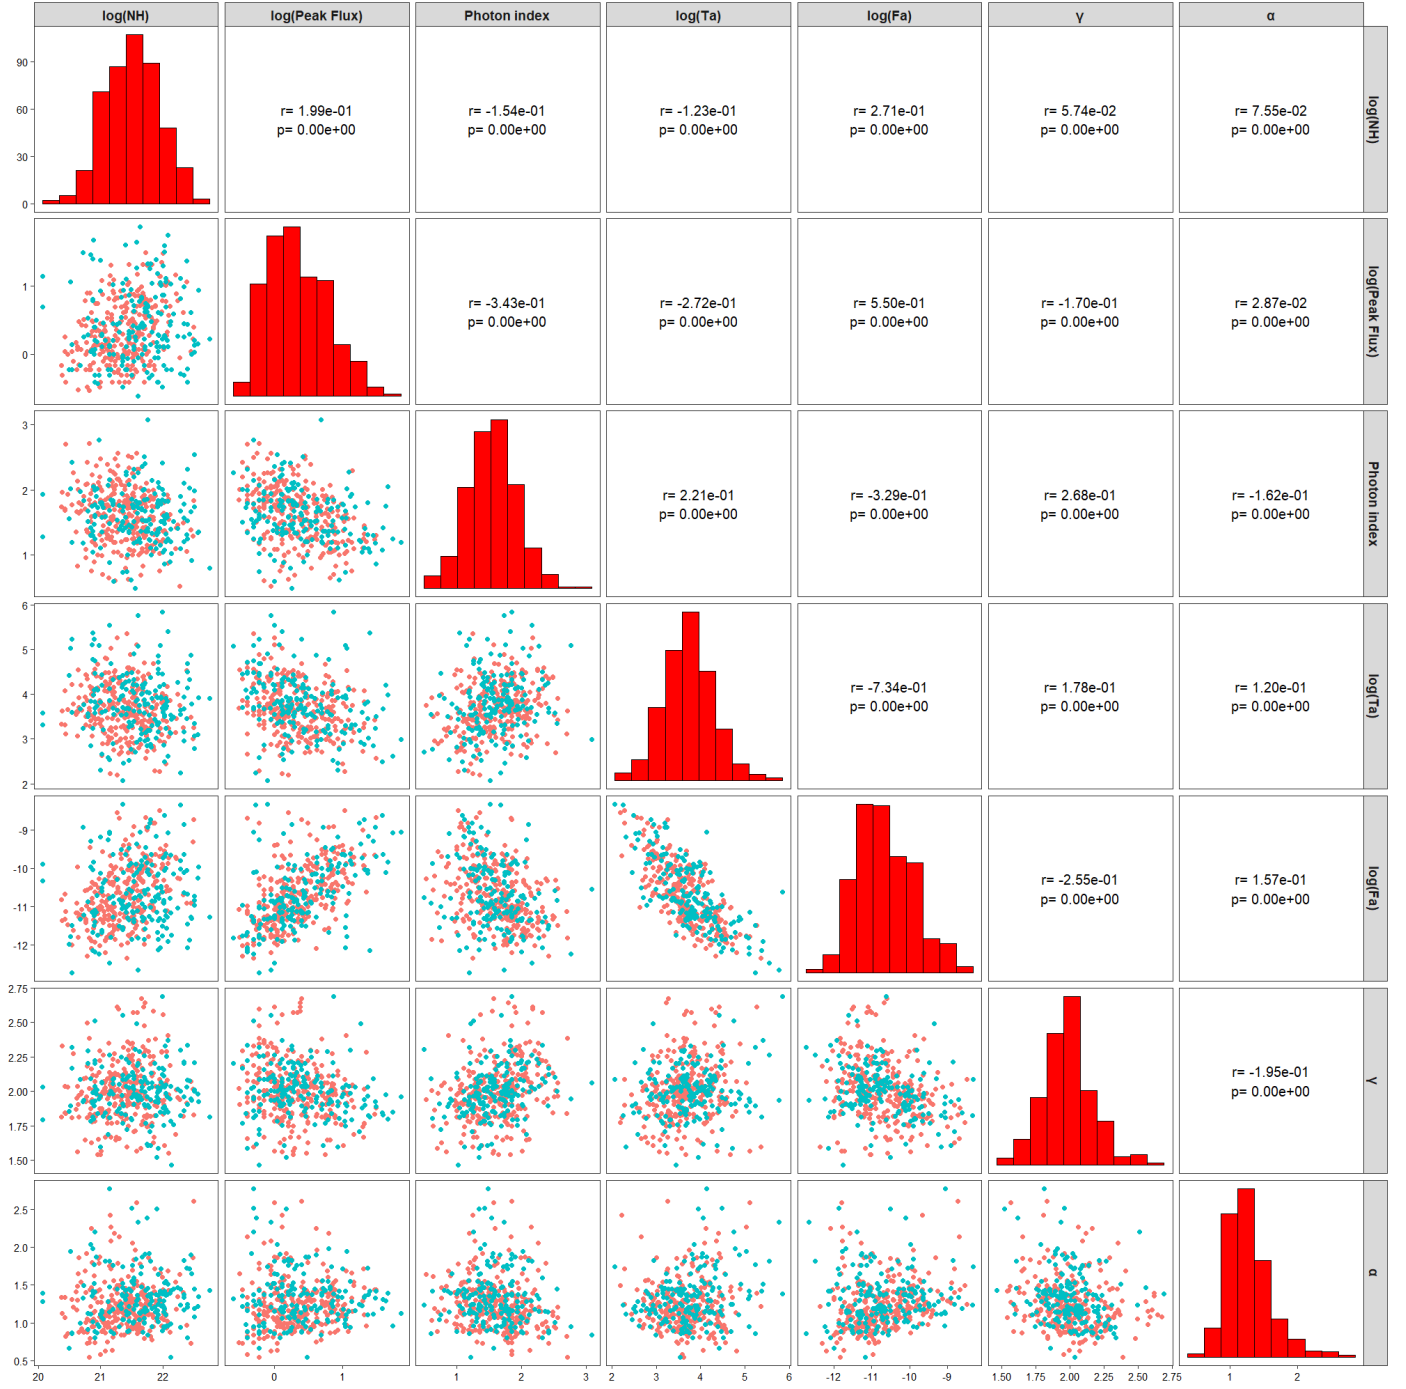 log(NH) log(Peak Flux) Photon index log(Ta) log(Fa) γ α
90
60
30
0
r= 1.99e-01 r= -1.54e-01 r= -1.23e-01 r= 2.71e-01 r= 5.74e-02 r= 7.55e-02
p= 0.00e+00 p= 0.00e+00 p= 0.00e+00 p= 0.00e+00 p= 0.00e+00 p= 0.00e+00
log(NH)
1
0
r= -3.43e-01 r= -2.72e-01 r= 5.50e-01 r= -1.70e-01 r= 2.87e-02
p= 0.00e+00 p= 0.00e+00 p= 0.00e+00 p= 0.00e+00 p= 0.00e+00
log(Peak Flux)
3
2
1
r= 2.21e-01 r= -3.29e-01 r= 2.68e-01 r= -1.62e-01
p= 0.00e+00 p= 0.00e+00 p= 0.00e+00 p= 0.00e+00
Photon index
6
5
4
3
2
r= -7.34e-01 r= 1.78e-01 r= 1.20e-01
p= 0.00e+00 p= 0.00e+00 p= 0.00e+00
log(Ta)
-9
-10
-11
-12
r= -2.55e-01 r= 1.57e-01
p= 0.00e+00 p= 0.00e+00
log(Fa)
2.75
2.50
2.25
2.00
1.75
1.50
r= -1.95e-01
p= 0.00e+00
γ
2.5
2.0
1.5
1.0
0.5
α
20 21 22 0 1 1 2 3 2 3 4 5 6 -12 -11 -10 -9 1.50 1.75 2.00 2.25 2.50 2.75 1 2